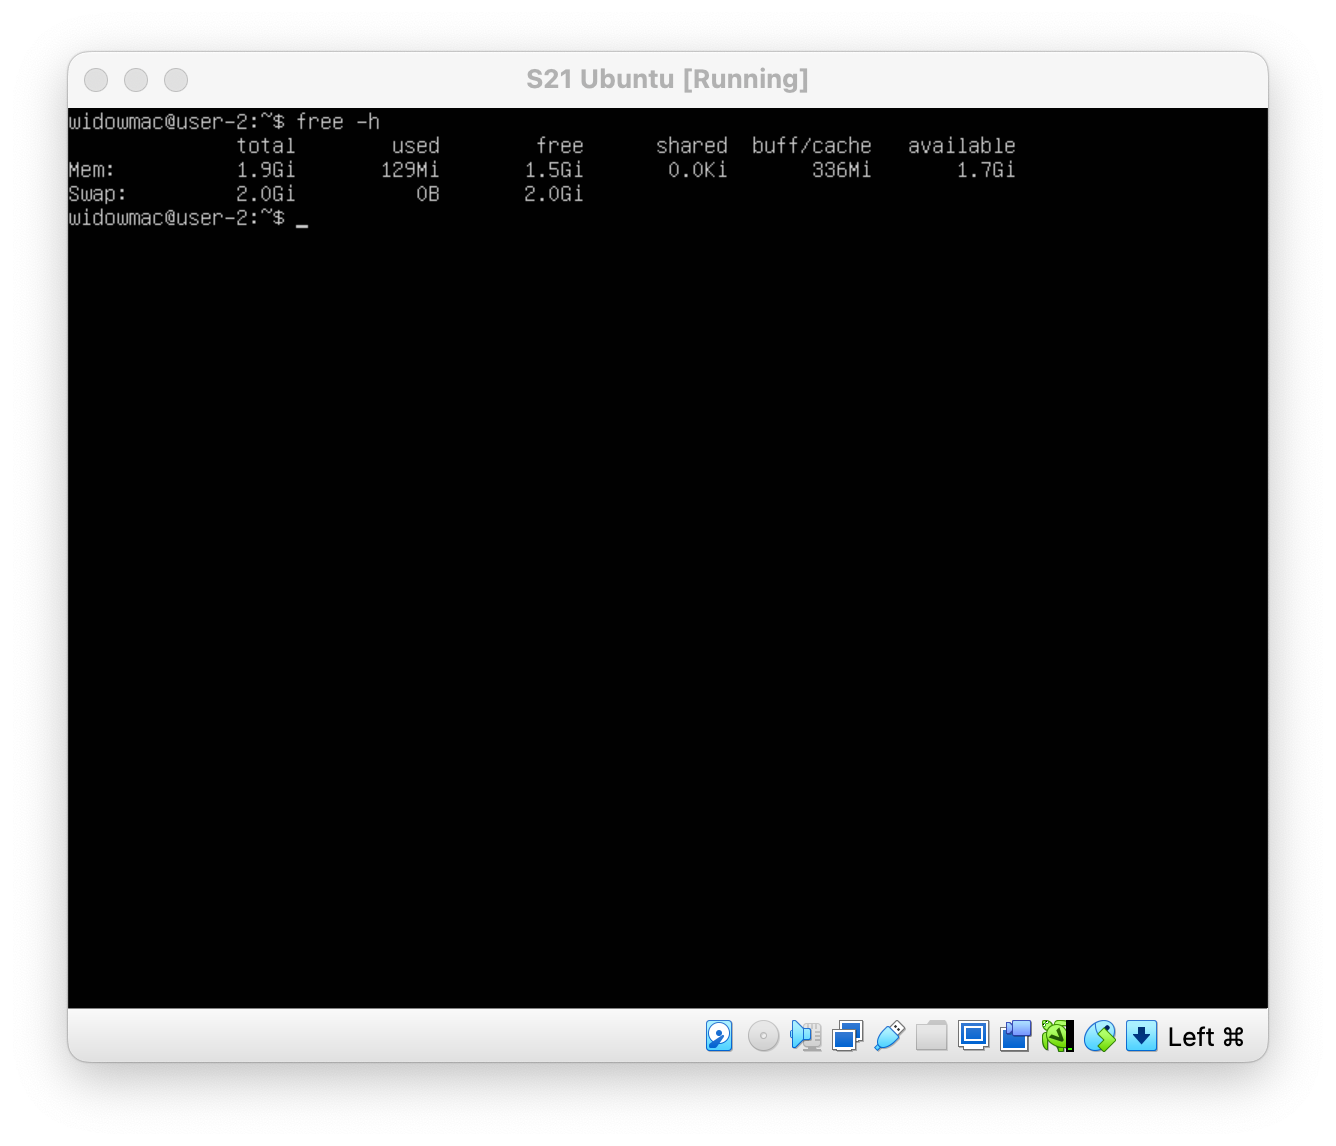 S21 Ubuntu [Running]
widowmac@user-2:~$ free -h
              total        used        free      shared  buff/cache   available
Mem:          1.9Gi       129Mi       1.5Gi       0.0Ki       336Mi       1.7Gi
Swap:         2.0Gi          0B       2.0Gi
widowmac@user-2:~$ _
Left ⌘